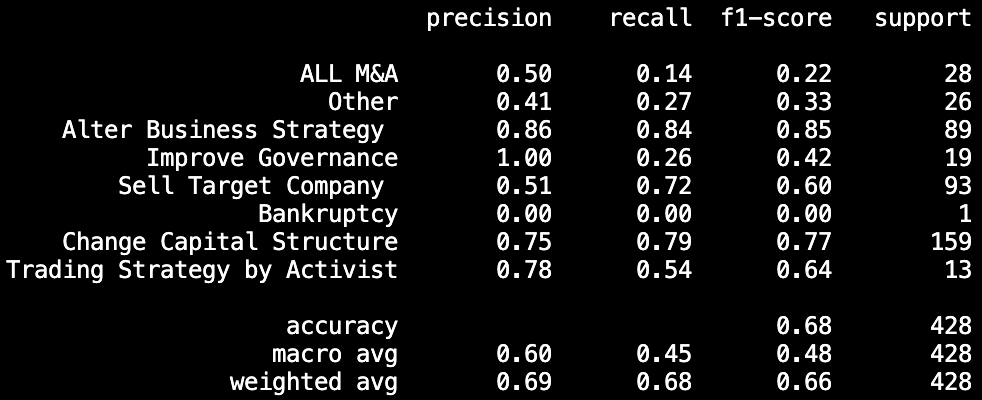 precision recall f1-score support
ALL M&A 0.50 0.14 0.22 28
Other 0.41 0.27 0.33 26
Alter Business Strategy 0.86 0.84 0.85 89
Improve Governance 1.00 0.26 0.42 19
Sell Target Company 0.51 0.72 0.60 93
Bankruptcy 0.00 0.00 0.00 1
Change Capital Structure 0.75 0.79 0.77 159
Trading Strategy by Activist 0.78 0.54 0.64 13
accuracy 0.68 428
macro avg 0.60 0.45 0.48 428
weighted avg 0.69 0.68 0.66 428